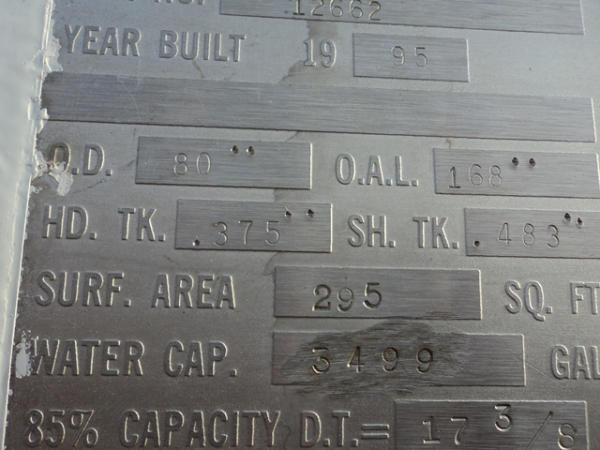 12662
YEAR BUILT 19 95
O.D. 80" O.A.L. 168"
HD. TK. .375" SH. TK. .483"
SURF. AREA 295 SQ. FT
WATER CAP. 3499 GAL
85% CAPACITY D.T.= 17 3/8